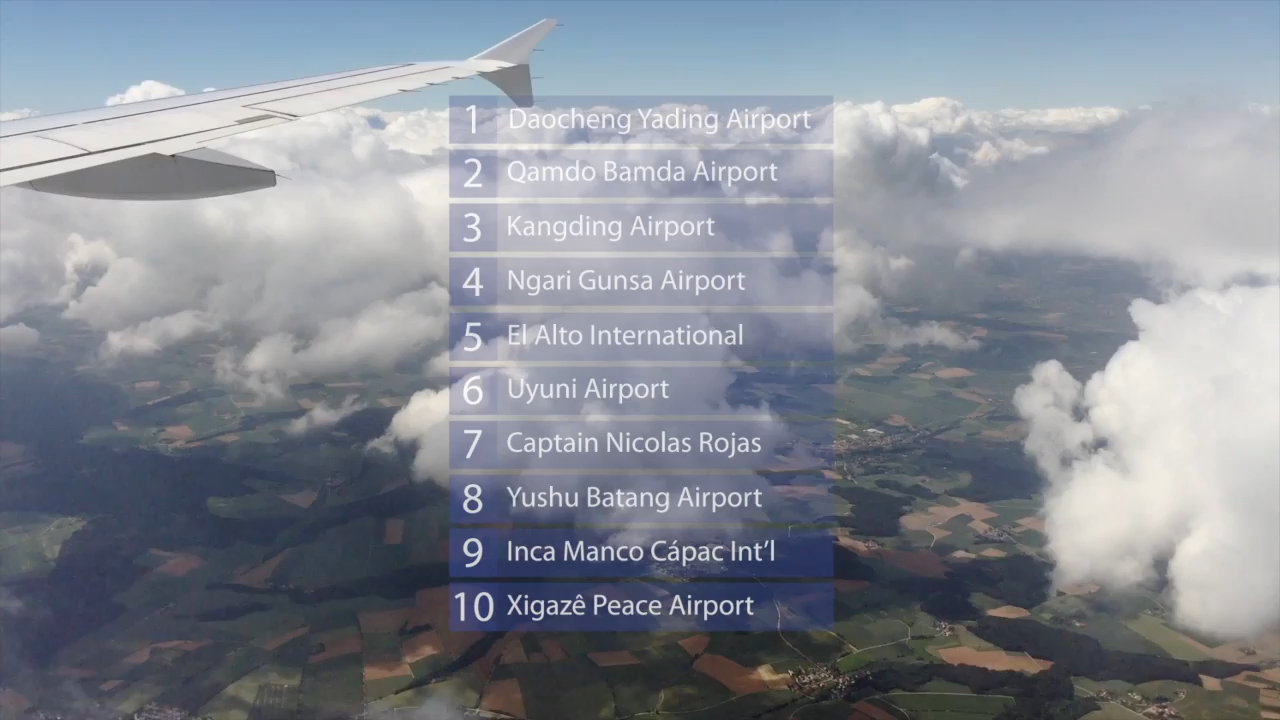 1 Daocheng Yading Airport
2 Qamdo Bamda Airport
3 Kangding Airport
4 Ngari Gunsa Airport
5 El Alto International
6 Uyuni Airport
7 Captain Nicolas Rojas
8 Yushu Batang Airport
9 Inca Manco Cápac Int’l
10 Xigazê Peace Airport